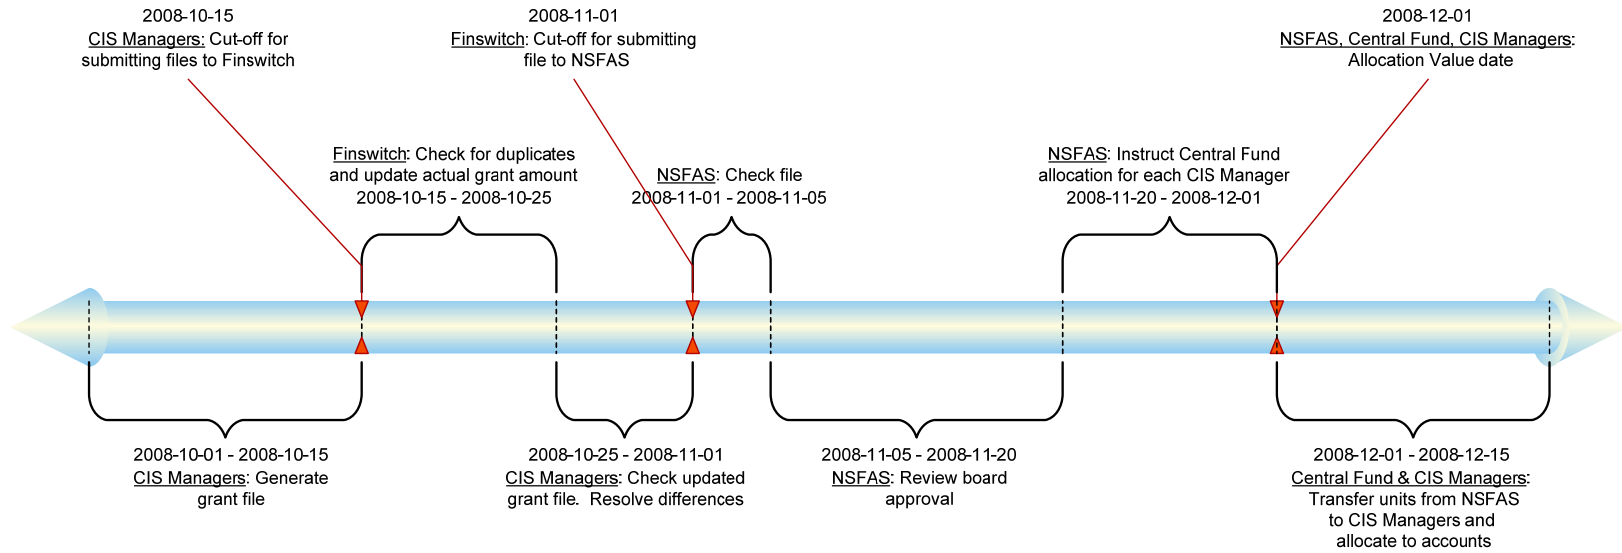 2008-10-15
CIS Managers: Cut-off for
submitting files to Finswitch
2008-11-01
Finswitch: Cut-off for submitting
file to NSFAS
2008-12-01
NSFAS, Central Fund, CIS Managers:
Allocation Value date
Finswitch: Check for duplicates
and update actual grant amount
2008-10-15 - 2008-10-25
NSFAS: Check file
2008-11-01 - 2008-11-05
NSFAS: Instruct Central Fund
allocation for each CIS Manager
2008-11-20 - 2008-12-01
2008-10-01 - 2008-10-15
CIS Managers: Generate
grant file
2008-10-25 - 2008-11-01
CIS Managers: Check updated
grant file. Resolve differences
2008-11-05 - 2008-11-20
NSFAS: Review board
approval
2008-12-01 - 2008-12-15
Central Fund & CIS Managers:
Transfer units from NSFAS
to CIS Managers and
allocate to accounts